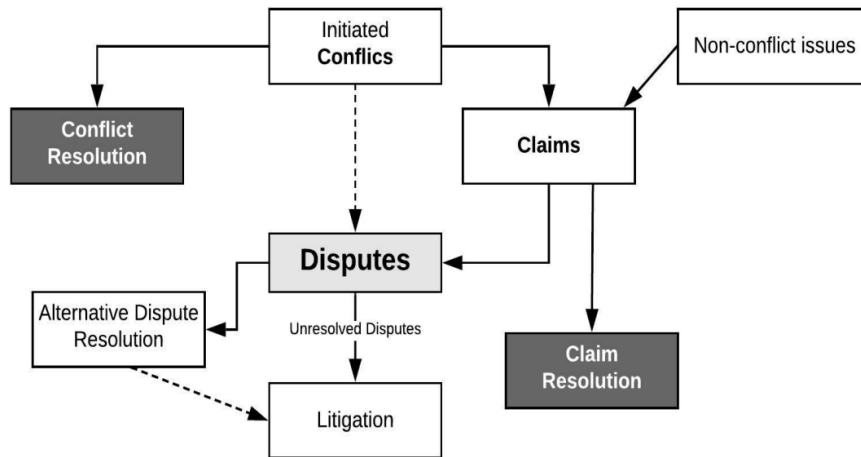 Initiated
Conflics
Non-conflict issues
Conflict
Resolution
Claims
Disputes
Alternative Dispute
Resolution
Unresolved Disputes
Claim
Resolution
Litigation